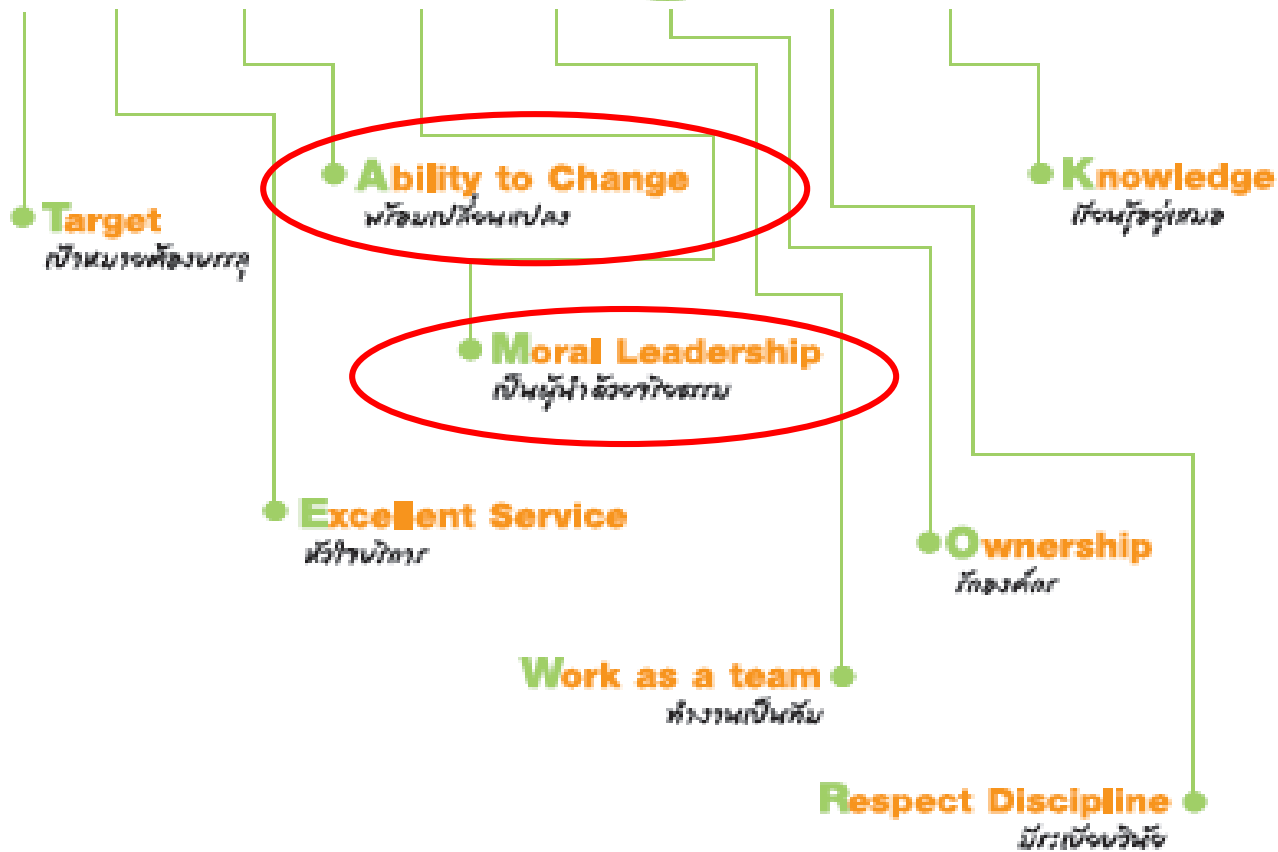 Ability to Change
พร้อมเปลี่ยนแปลง
Knowledge
เรียนรู้อยู่เสมอ
Target
เป้าหมายต้องบรรลุ
Moral Leadership
เป็นผู้นำด้วยจริยธรรม
Excellent Service
หัวใจบริการ
Ownership
รักองค์กร
Work as a team
ทำงานเป็นทีม
Respect Discipline
มีระเบียบวินัย